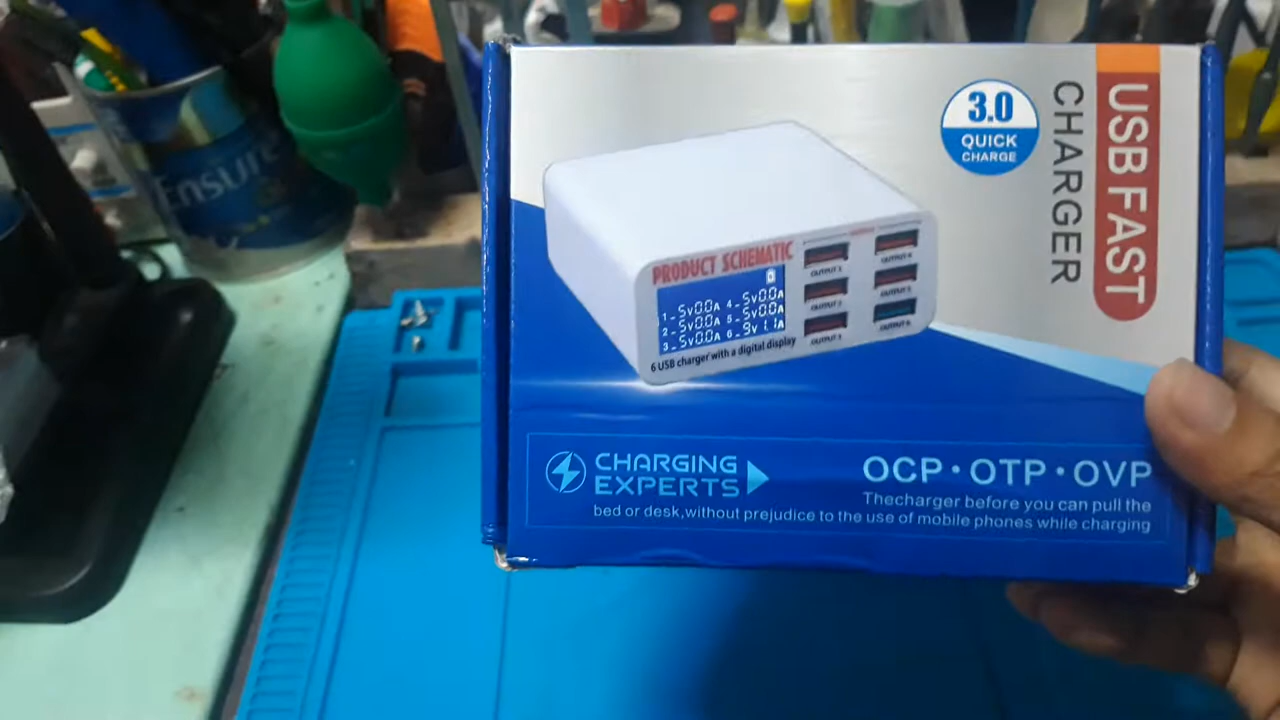 Ensure
3.0
QUICK
CHARGE
USB FAST
CHARGER
PRODUCT SCHEMATIC
1-5v0.0A 4-5v0.0A
2-5v0.0A 5-5v0.0A
3-5v0.0A 6-9v1.1A
6 USB charger with a digital display
CHARGING
EXPERTS
OCP·OTP·OVP
Thecharger before you can pull the
bed or desk,without prejudice to the use of mobile phones while charging